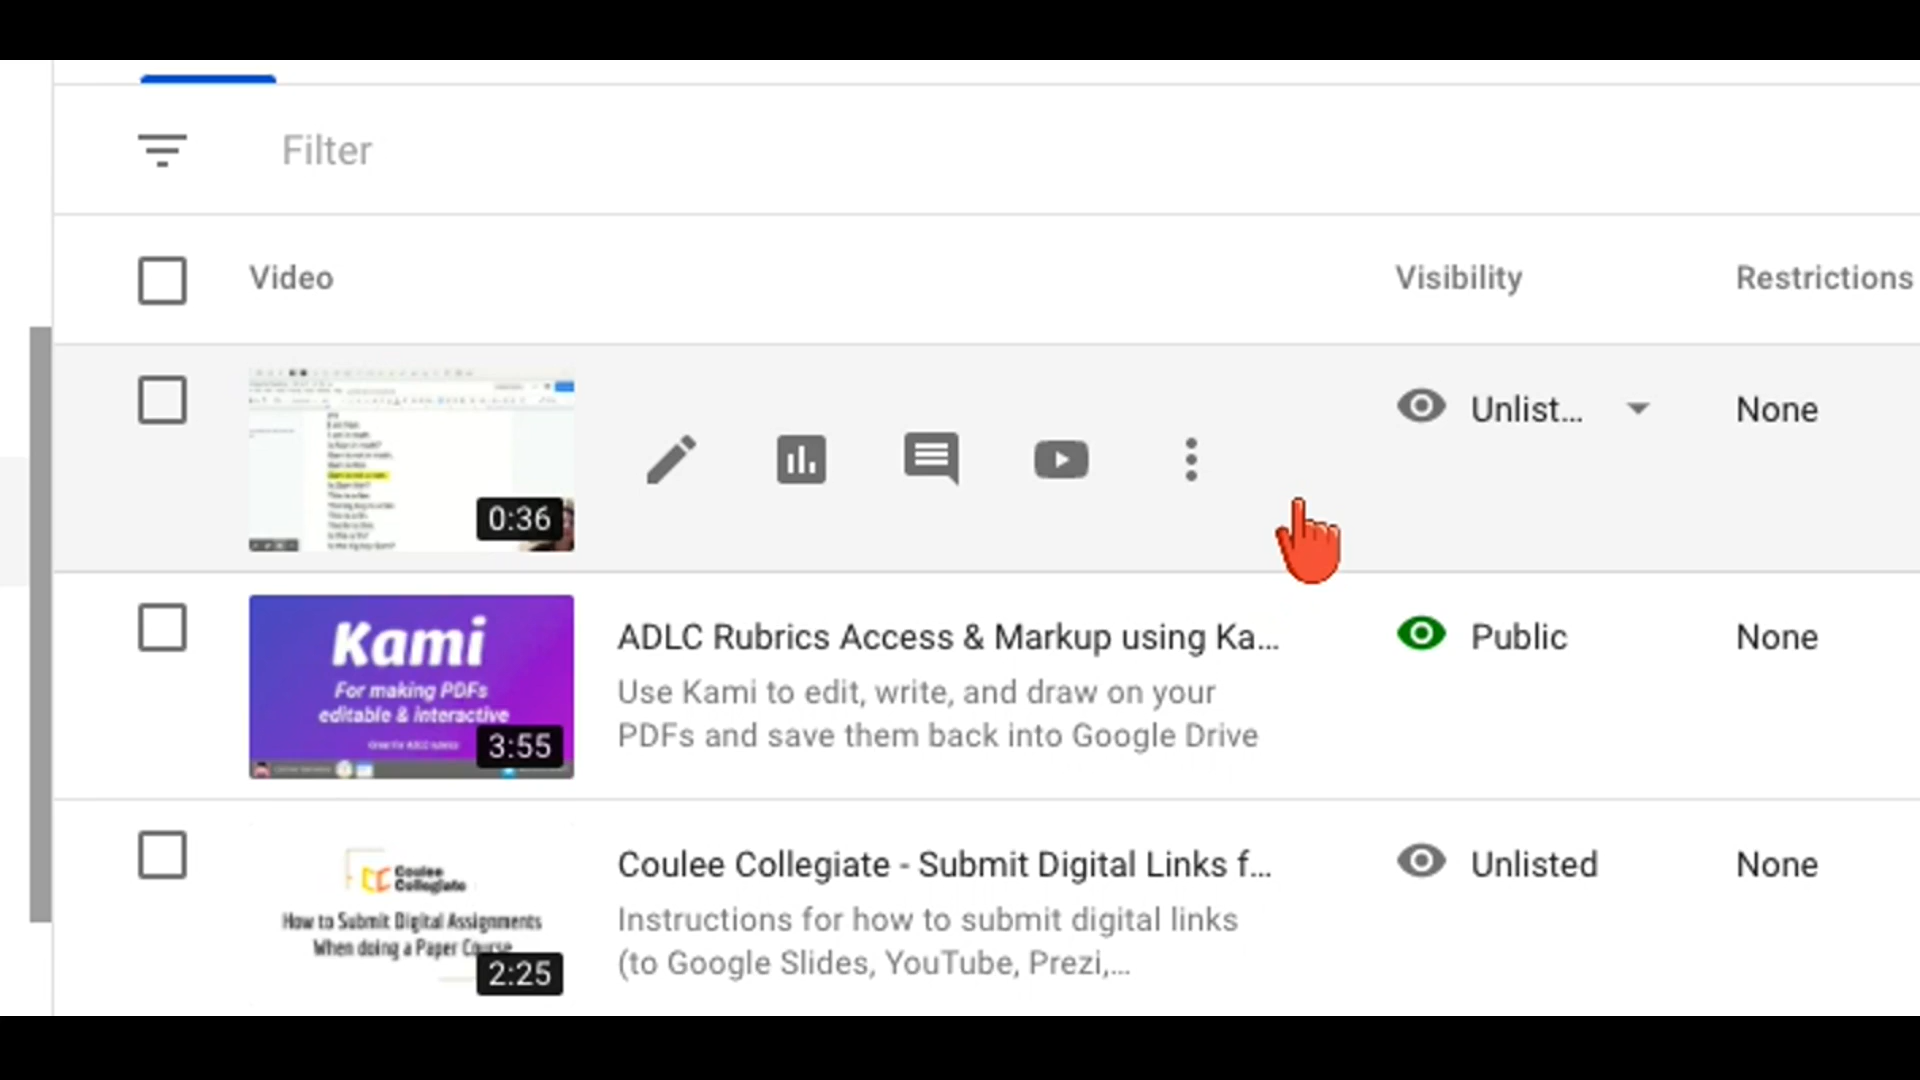 Filter
Video Visibility Restrictions
0:36
Unlist... None
Kami
For making PDFs
editable & interactive
3:55
ADLC Rubrics Access & Markup using Ka...
Use Kami to edit, write, and draw on your
PDFs and save them back into Google Drive
Public None
Coulee
Collegiate
How to Submit Digital Assignments
When doing a Paper Course
2:25
Coulee Collegiate - Submit Digital Links f...
Instructions for how to submit digital links
(to Google Slides, YouTube, Prezi,...
Unlisted None